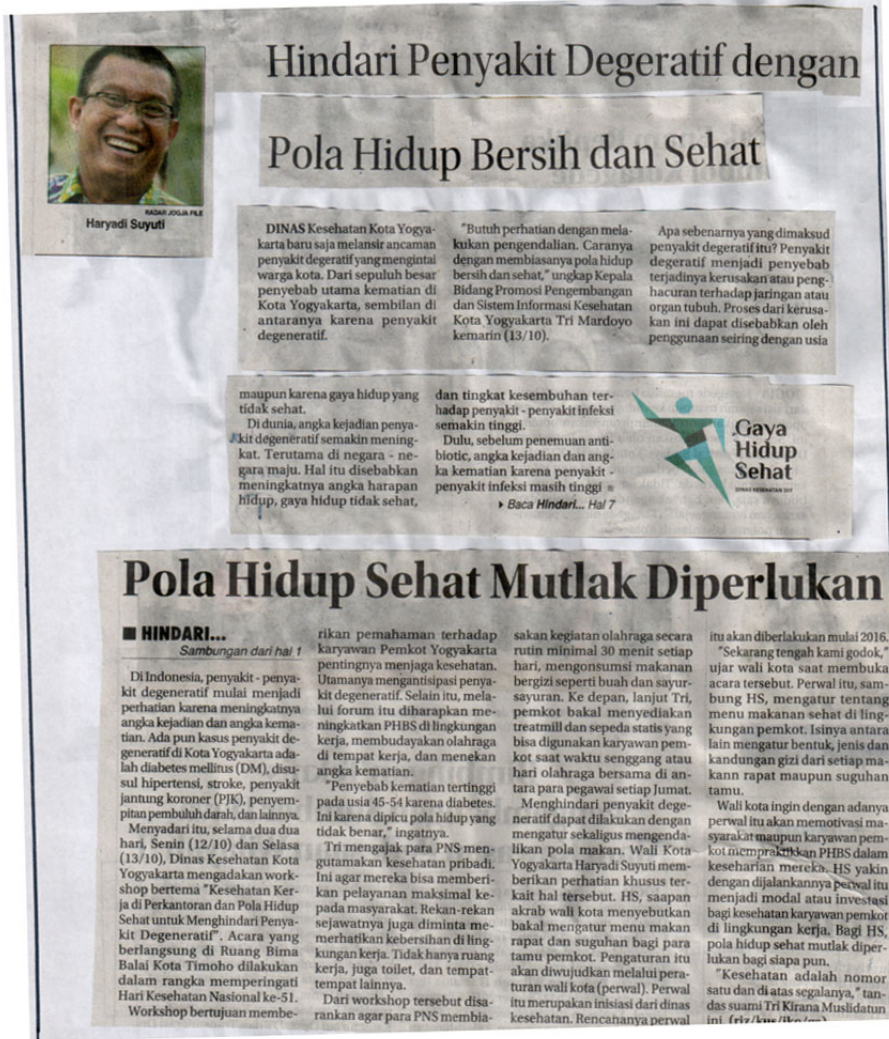 Hindari Penyakit Degeratif dengan
Pola Hidup Bersih dan Sehat
RADAR JOGJA FILE
Haryadi Suyuti
DINAS Kesehatan Kota Yogya-
karta baru saja melansir ancaman
penyakit degeratif yang mengintai
warga kota. Dari sepuluh besar
penyebab utama kematian di
Kota Yogyakarta, sembilan di
antaranya karena penyakit
degeneratif.
"Butuh perhatian dengan mela-
kukan pengendalian. Caranya
dengan membiasanya pola hidup
bersih dan sehat," ungkap Kepala
Bidang Promosi Pengembangan
dan Sistem Informasi Kesehatan
Kota Yogyakarta Tri Mardoyo
kemarin (13/10).
Apa sebenarnya yang dimaksud
penyakit degeratif itu? Penyakit
degeratif menjadi penyebab
terjadinya kerusakan atau peng-
hacuran terhadap jaringan atau
organ tubuh. Proses dari kerusa-
kan ini dapat disebabkan oleh
penggunaan seiring dengan usia
maupun karena gaya hidup yang
tidak sehat.
Di dunia, angka kejadian penya-
kit degeneratif semakin mening-
kat. Terutama di negara - ne-
gara maju. Hal itu disebabkan
meningkatnya angka harapan
hidup, gaya hidup tidak sehat,
dan tingkat kesembuhan ter-
hadap penyakit - penyakit infeksi
semakin tinggi.
Dulu, sebelum penemuan anti-
biotic, angka kejadian dan ang-
ka kematian karena penyakit -
penyakit infeksi masih tinggi
Baca Hindari... Hal 7
Gaya
Hidup
Sehat
Pola Hidup Sehat Mutlak Diperlukan
■ HINDARI...
Sambungan dari hal 1
Di Indonesia, penyakit - penya-
kit degeneratif mulai menjadi
perhatian karena meningkatnya
angka kejadian dan angka kema-
tian. Ada pun kasus penyakit de-
generatif di Kota Yogyakarta ada-
lah diabetes mellitus (DM), disu-
sul hipertensi, stroke, penyakit
jantung koroner (PJK), penyem-
pitan pembuluh darah, dan lainnya.
Menyadari itu, selama dua dua
hari, Senin (12/10) dan Selasa
(13/10), Dinas Kesehatan Kota
Yogyakarta mengadakan work-
shop bertema "Kesehatan Ker-
ja di Perkantoran dan Pola Hidup
Sehat untuk Menghindari Penya-
kit Degeneratif". Acara yang
berlangsung di Ruang Bima
Balai Kota Timoho dilakukan
dalam rangka memperingati
Hari Kesehatan Nasional ke-51.
Workshop bertujuan membe-
rikan pemahaman terhadap
karyawan Pemkot Yogyakarta
pentingnya menjaga kesehatan.
Utamanya mengantisipasi penya-
kit degeneratif. Selain itu, mela-
lui forum itu diharapkan me-
ningkatkan PHBS di lingkungan
kerja, membudayakan olahraga
di tempat kerja, dan menekan
angka kematian.
"Penyebab kematian tertinggi
pada usia 45-54 karena diabetes.
Ini karena dipicu pola hidup yang
tidak benar," ingatnya.
Tri mengajak para PNS men-
gutamakan kesehatan pribadi.
Ini agar mereka bisa memberi-
kan pelayanan maksimal ke-
pada masyarakat. Rekan-rekan
sejawatnya juga diminta me-
merhatikan kebersihan di ling-
kungan kerja. Tidak hanya ruang
kerja, juga toilet, dan tempat-
tempat lainnya.
Dari workshop tersebut disa-
rankan agar para PNS membia-
sakan kegiatan olahraga secara
rutin minimal 30 menit setiap
hari, mengonsumsi makanan
bergizi seperti buah dan sayur-
sayuran. Ke depan, lanjut Tri,
pemkot bakal menyediakan
treatmill dan sepeda statis yang
bisa digunakan karyawan pem-
kot saat waktu senggang atau
hari olahraga bersama di an-
tara para pegawai setiap Jumat.
Menghindari penyakit dege-
neratif dapat dilakukan dengan
mengatur sekaligus mengenda-
likan pola makan. Wali Kota
Yogyakarta Haryadi Suyuti mem-
berikan perhatian khusus ter-
kait hal tersebut. HS, saapan
akrab wali kota menyebutkan
bakal mengatur menu makan
rapat dan suguhan bagi para
tamu pemkot. Pengaturan itu
akan diwujudkan melalui pera-
turan wali kota (perwal). Perwal
itu merupakan inisiasi dari dinas
kesehatan. Rencananya perwal
itu akan diberlakukan mulai 2016.
"Sekarang tengah kami godok,"
ujar wali kota saat membuka
acara tersebut. Perwal itu, sam-
bung HS, mengatur tentang
menu makanan sehat di ling-
kungan pemkot. Isinya antara
lain mengatur bentuk, jenis dan
kandungan gizi dari setiap ma-
kann rapat maupun suguhan
tamu.
Wali kota ingin dengan adanya
perwal itu akan memotivasi ma-
syarakat maupun karyawan pem-
kot mempraktikkan PHBS dalam
keseharian mereka. HS yakin
dengan dijalankannya perwal itu
menjadi modal atau investasi
bagi kesehatan karyawan pemkot
di lingkungan kerja. Bagi HS,
pola hidup sehat mutlak diper-
lukan bagi siapa pun.
"Kesehatan adalah nomor
satu dan di atas segalanya," tan-
das suami Tri Kirana Muslidatun
ini.